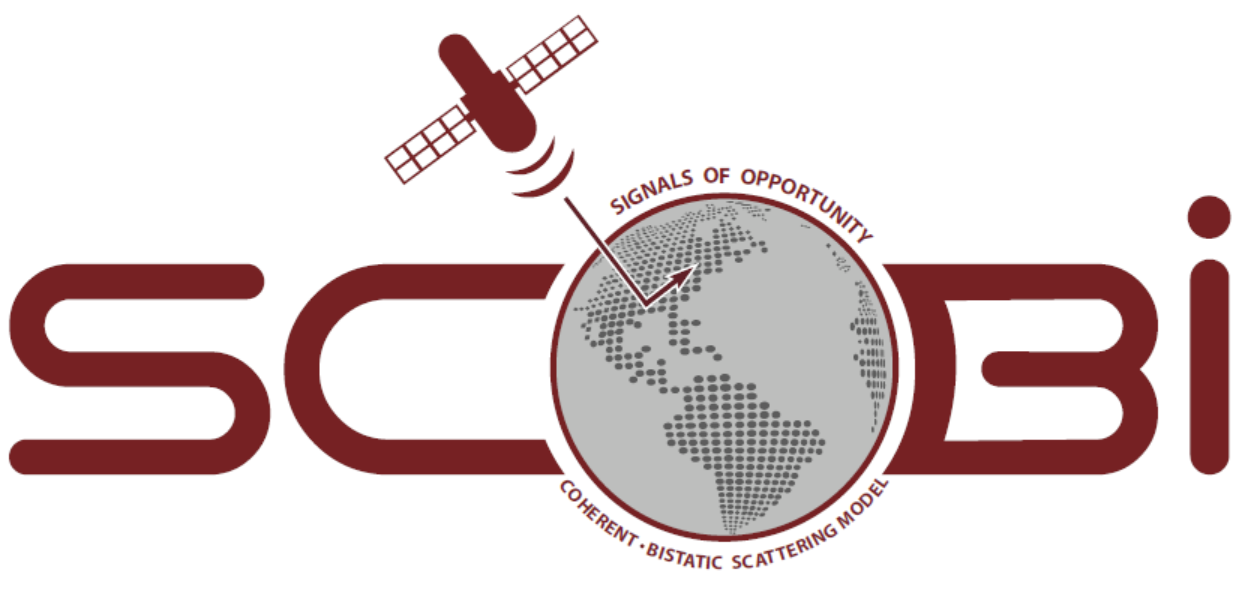 SIGNALS OF OPPORTUNITY
SCOBi
COHERENT · BISTATIC SCATTERING MODEL